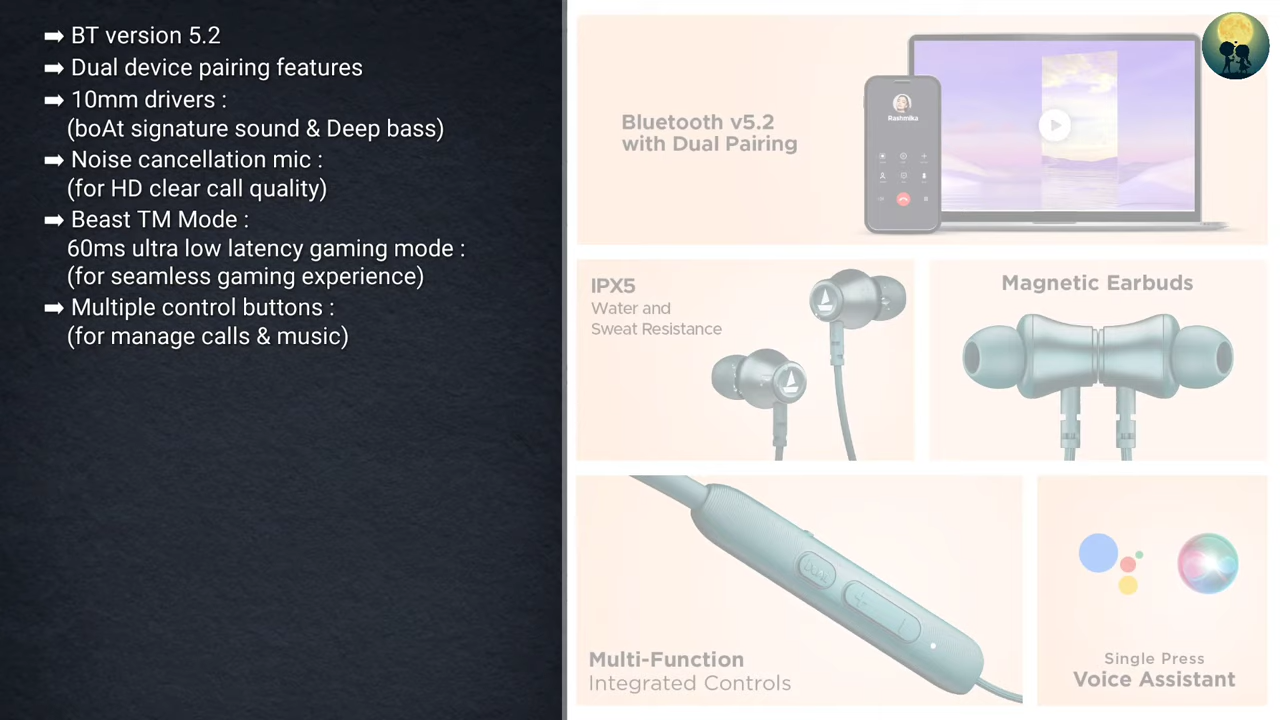 ➡ BT version 5.2
➡ Dual device pairing features
➡ 10mm drivers :
(boAt signature sound & Deep bass)
➡ Noise cancellation mic :
(for HD clear call quality)
➡ Beast TM Mode :
60ms ultra low latency gaming mode :
(for seamless gaming experience)
➡ Multiple control buttons :
(for manage calls & music)
Bluetooth v5.2
with Dual Pairing
Rashmika
IPX5
Water and
Sweat Resistance
Magnetic Earbuds
Multi-Function
Integrated Controls
Single Press
Voice Assistant